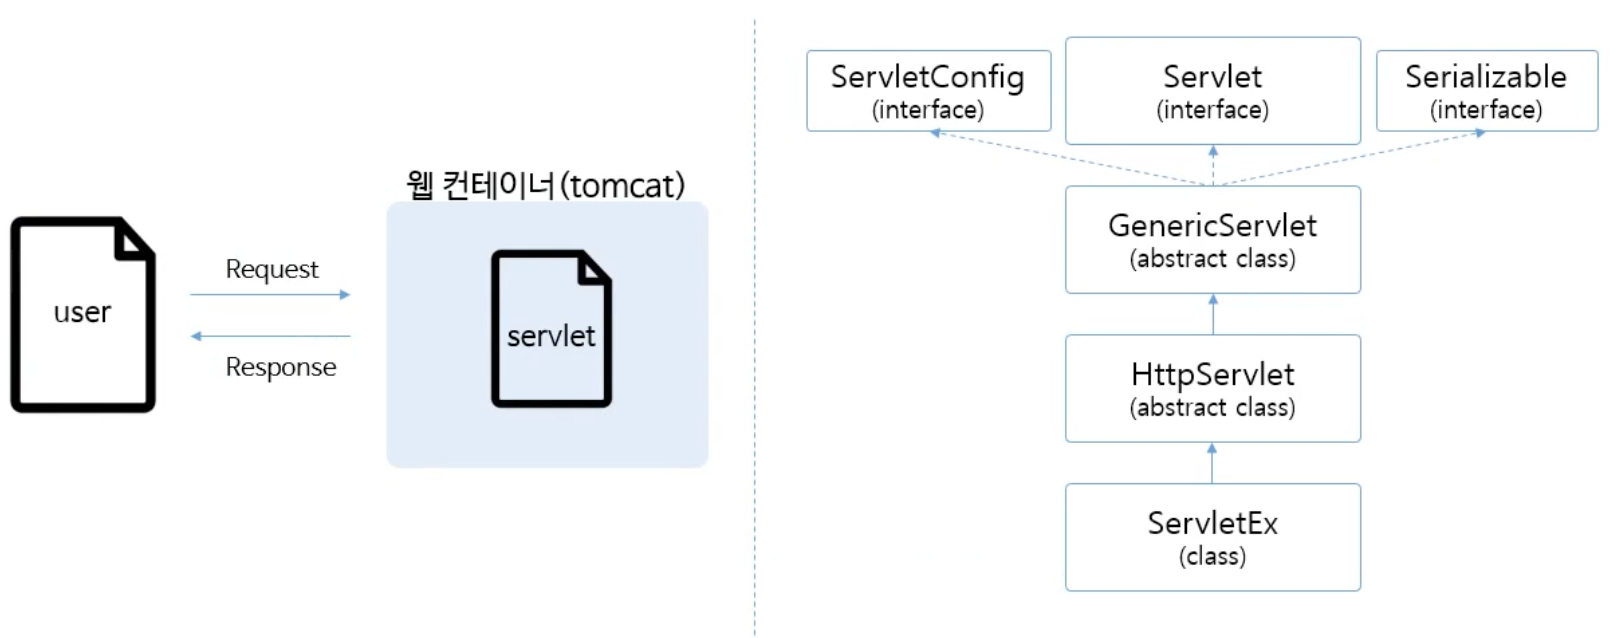 웹 컨테이너(tomcat)
user
Request
Response
servlet
ServletConfig
(interface)
Servlet
(interface)
Serializable
(interface)
GenericServlet
(abstract class)
HttpServlet
(abstract class)
ServletEx
(class)